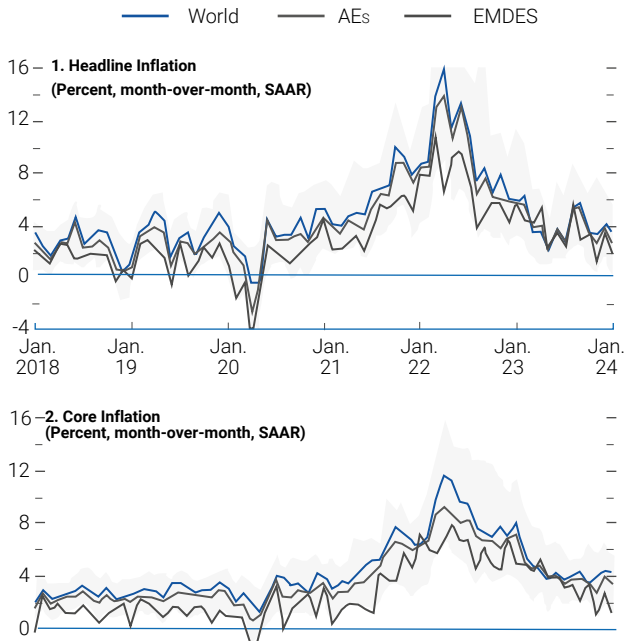 World AEs EMDES
1. Headline Inflation
(Percent, month-over-month, SAAR)
16
12
8
4
0
-4
Jan. Jan. Jan. Jan. Jan. Jan. Jan.
2018 19 20 21 22 23 24
2. Core Inflation
(Percent, month-over-month, SAAR)
16
12
8
4
0